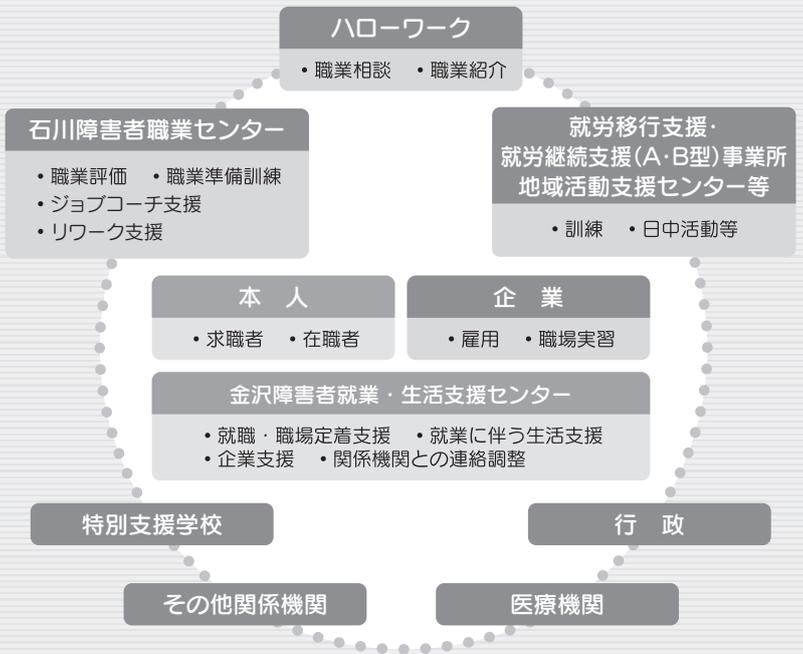 ハローワーク
・職業相談 ・職業紹介
石川障害者職業センター
・職業評価 ・職業準備訓練
・ジョブコーチ支援
・リワーク支援
就労移行支援・
就労継続支援(A・B型)事業所
地域活動支援センター等
・訓練 ・日中活動等
本 人
・求職者 ・在職者
企 業
・雇用 ・職場実習
金沢障害者就業・生活支援センター
・就職・職場定着支援 ・就業に伴う生活支援
・企業支援 ・関係機関との連絡調整
特別支援学校
行 政
その他関係機関
医療機関